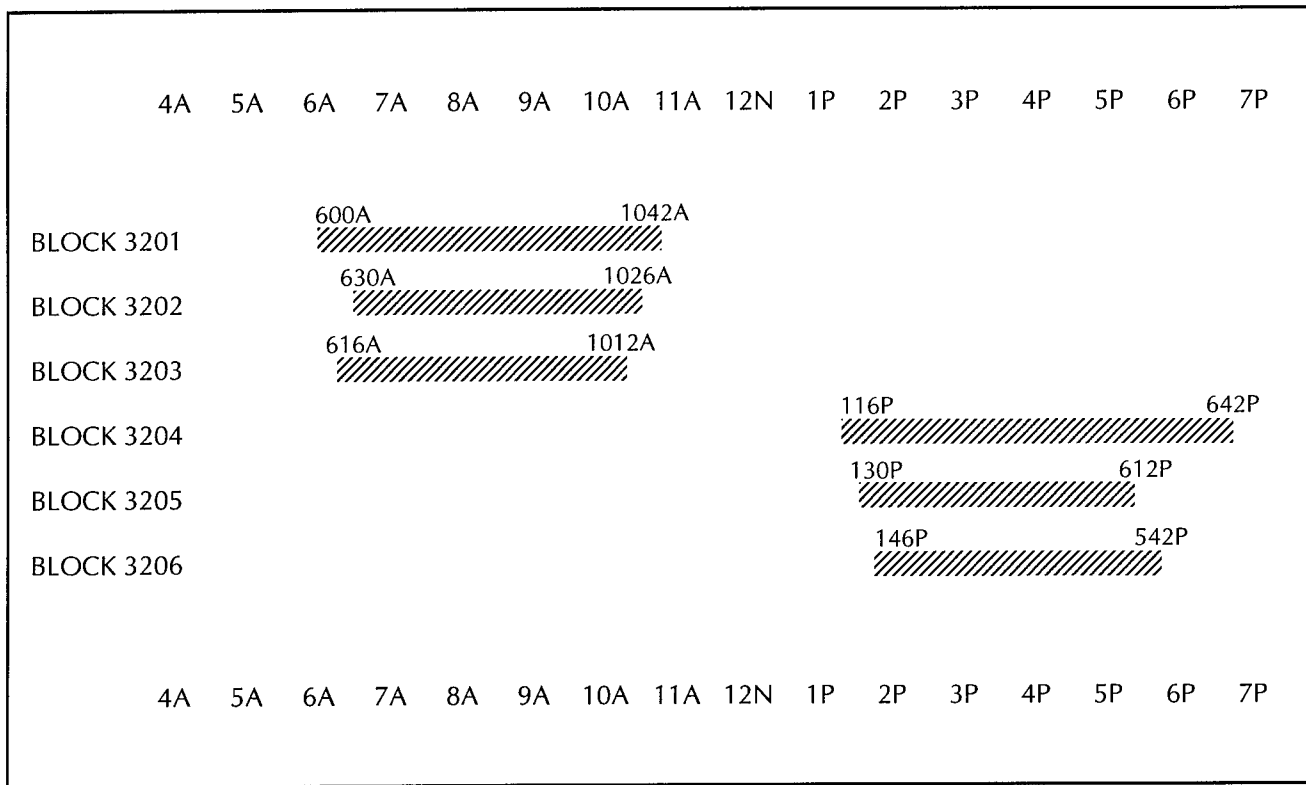 4A 5A 6A 7A 8A 9A 10A 11A 12N 1P 2P 3P 4P 5P 6P 7P
600A 1042A
BLOCK 3201
630A 1026A
BLOCK 3202
616A 1012A
BLOCK 3203
116P 642P
BLOCK 3204
130P 612P
BLOCK 3205
146P 542P
BLOCK 3206
4A 5A 6A 7A 8A 9A 10A 11A 12N 1P 2P 3P 4P 5P 6P 7P